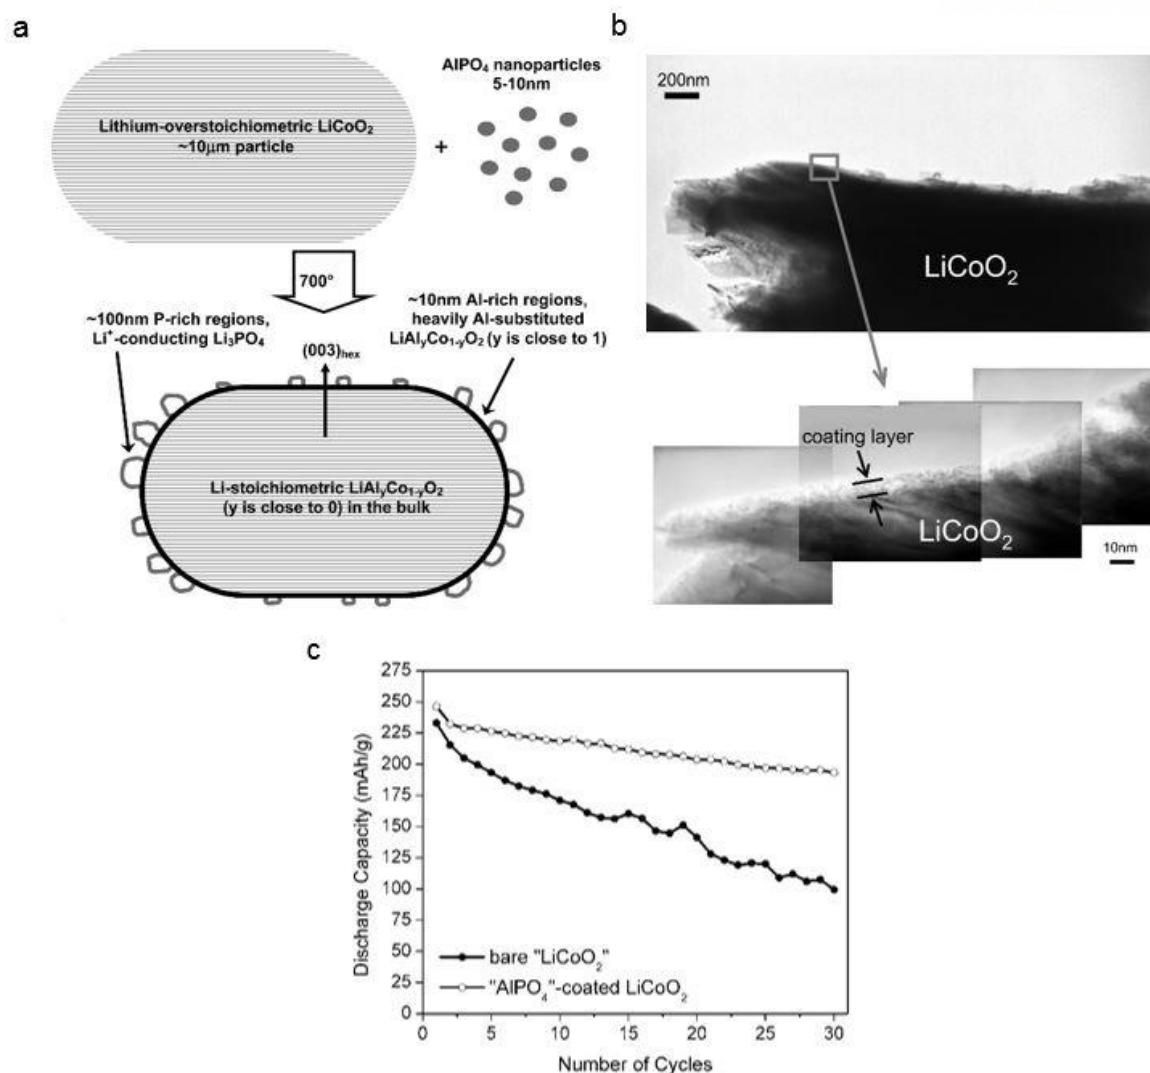 a
AlPO₄ nanoparticles
5-10nm
Lithium-overstoichiometric LiCoO₂
~10μm particle
+
700°
~100nm P-rich regions,
Li⁺-conducting Li₃PO₄
(003)hex
~10nm Al-rich regions,
heavily Al-substituted
LiAlyCo1-yO₂ (y is close to 1)
Li-stoichiometric LiAlyCo1-yO₂
(y is close to 0) in the bulk
b
200nm
LiCoO₂
coating layer
LiCoO₂
10nm
c
Discharge Capacity (mAh/g)
275
250
225
200
175
150
125
100
75
50
25
0
bare "LiCoO₂"
"AlPO₄"-coated LiCoO₂
0 5 10 15 20 25 30
Number of Cycles